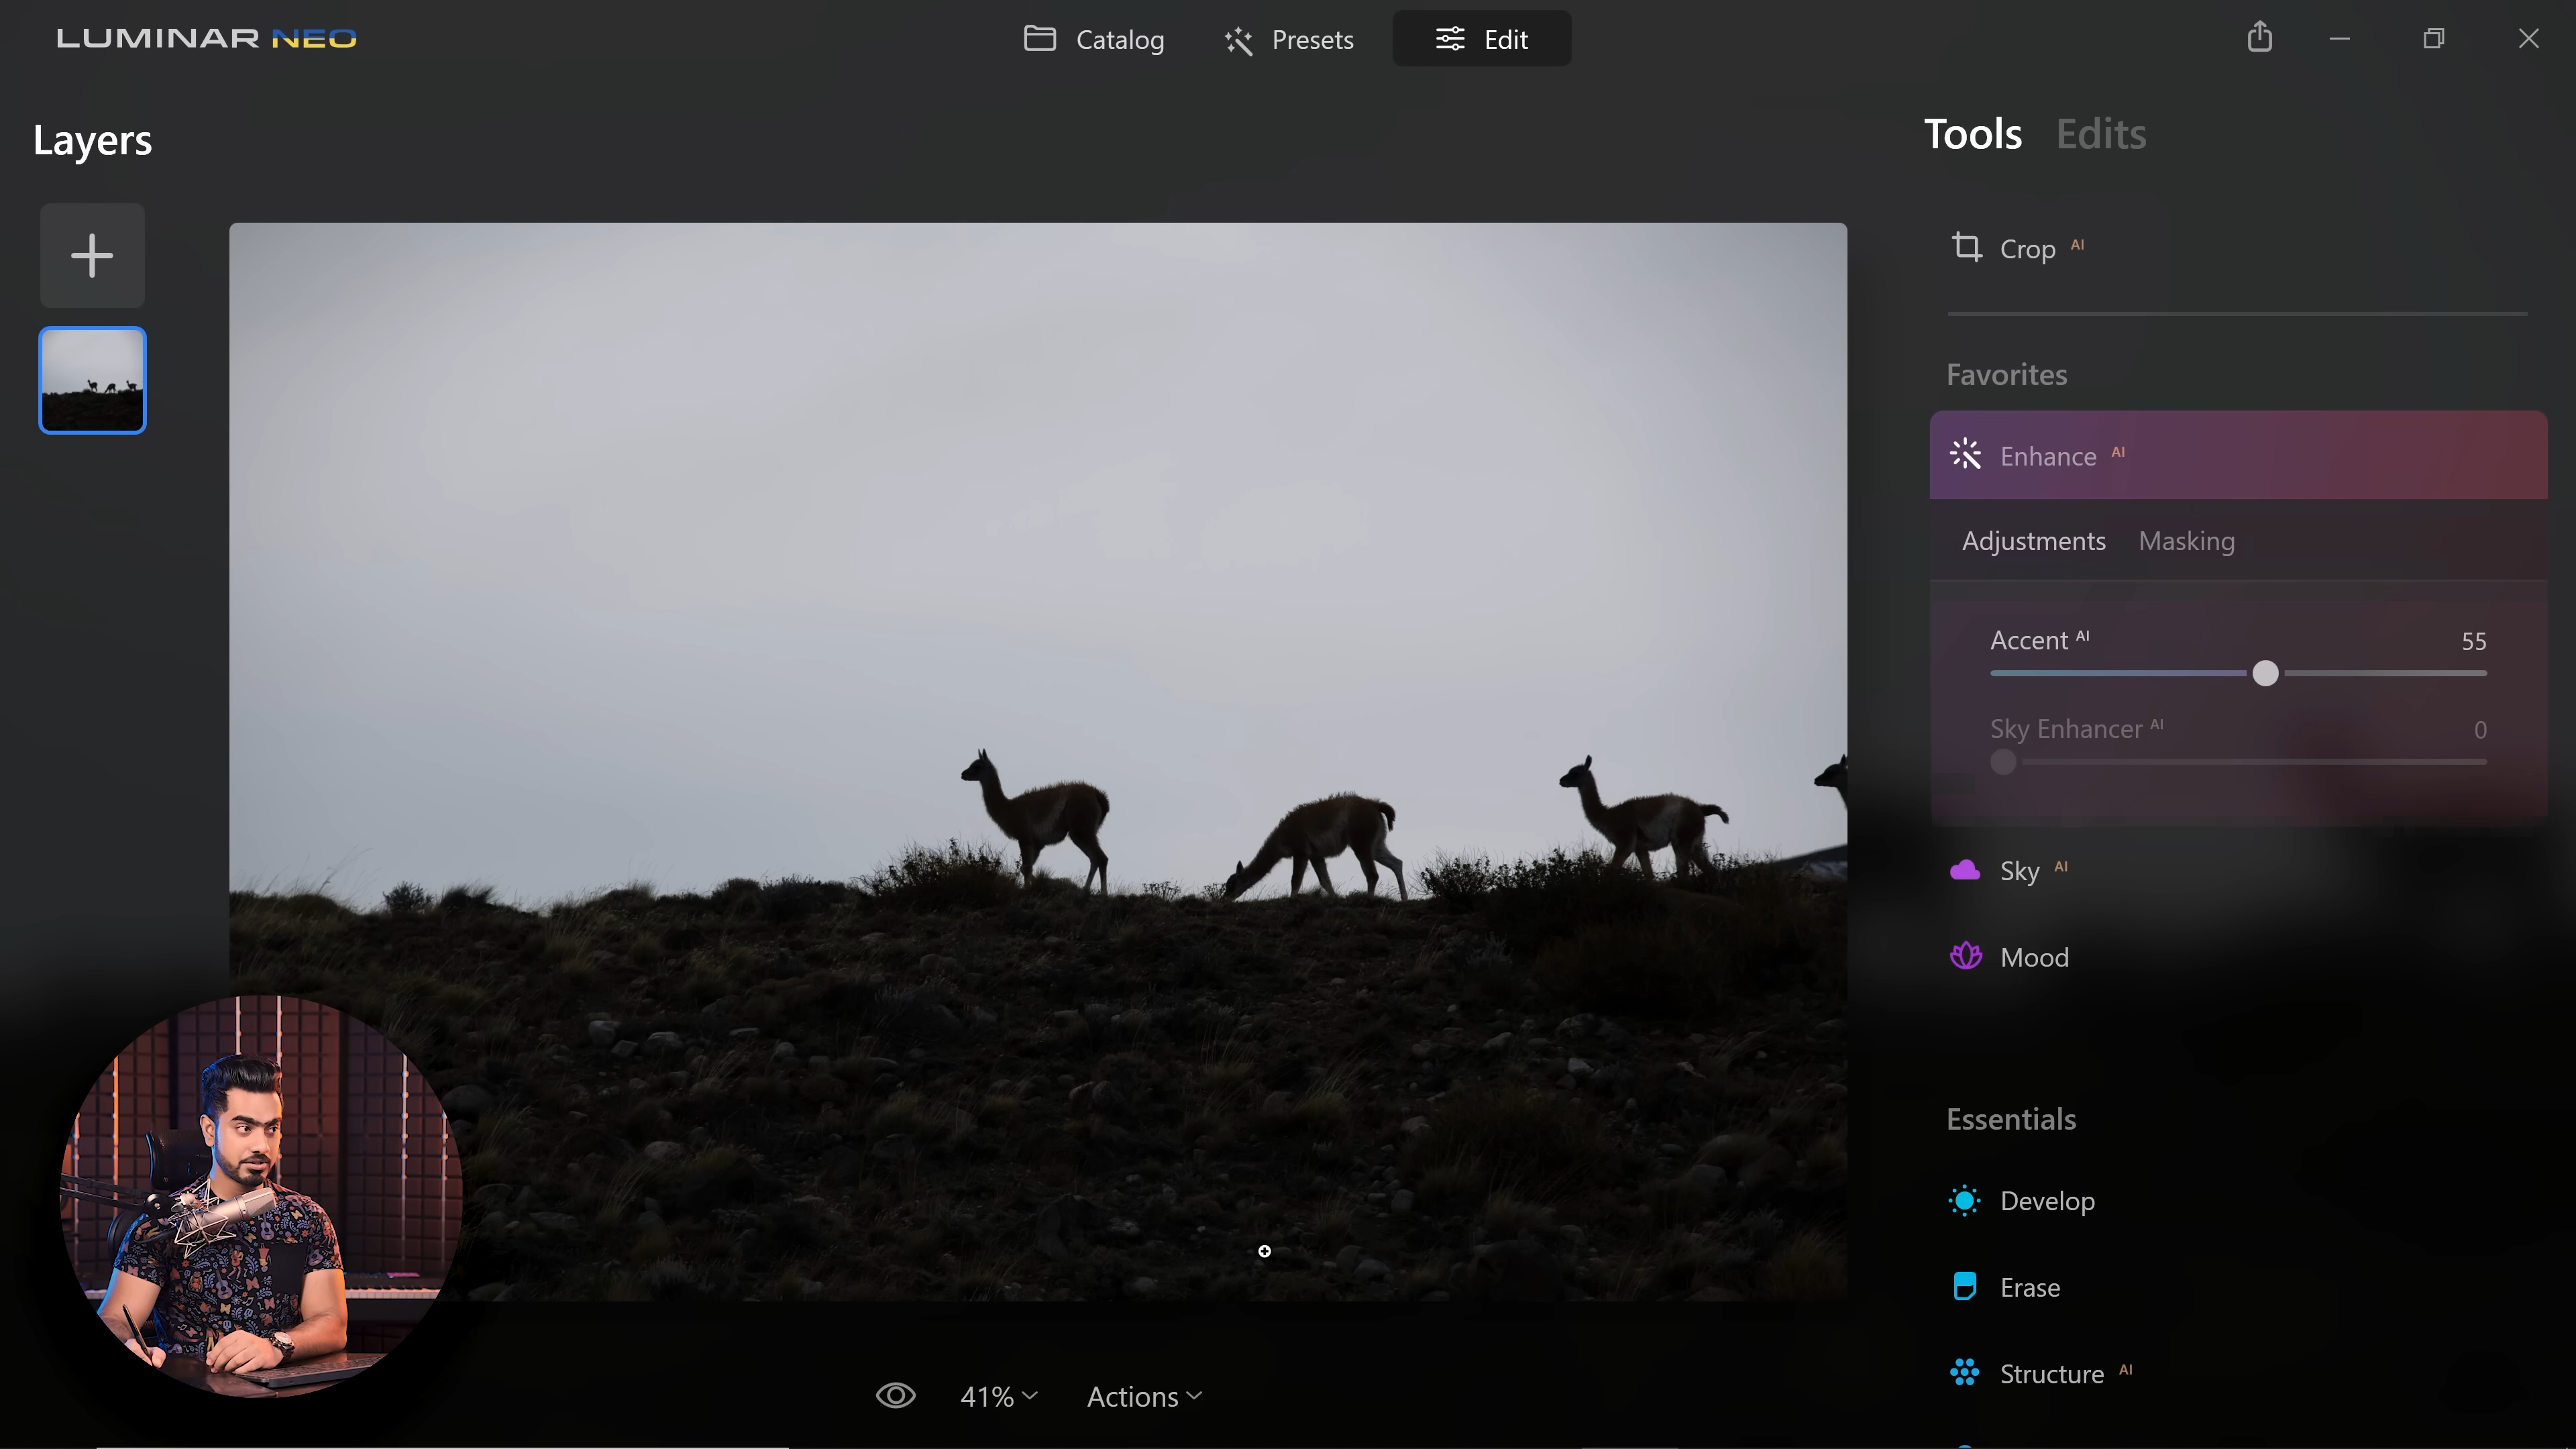 LUMINAR NEO
Catalog
Presets
Edit
Layers
Tools Edits
Crop AI
Favorites
Enhance AI
Adjustments Masking
Accent AI 55
Sky Enhancer AI 0
Sky AI
Mood
Essentials
Develop
Erase
Structure AI
41%
Actions